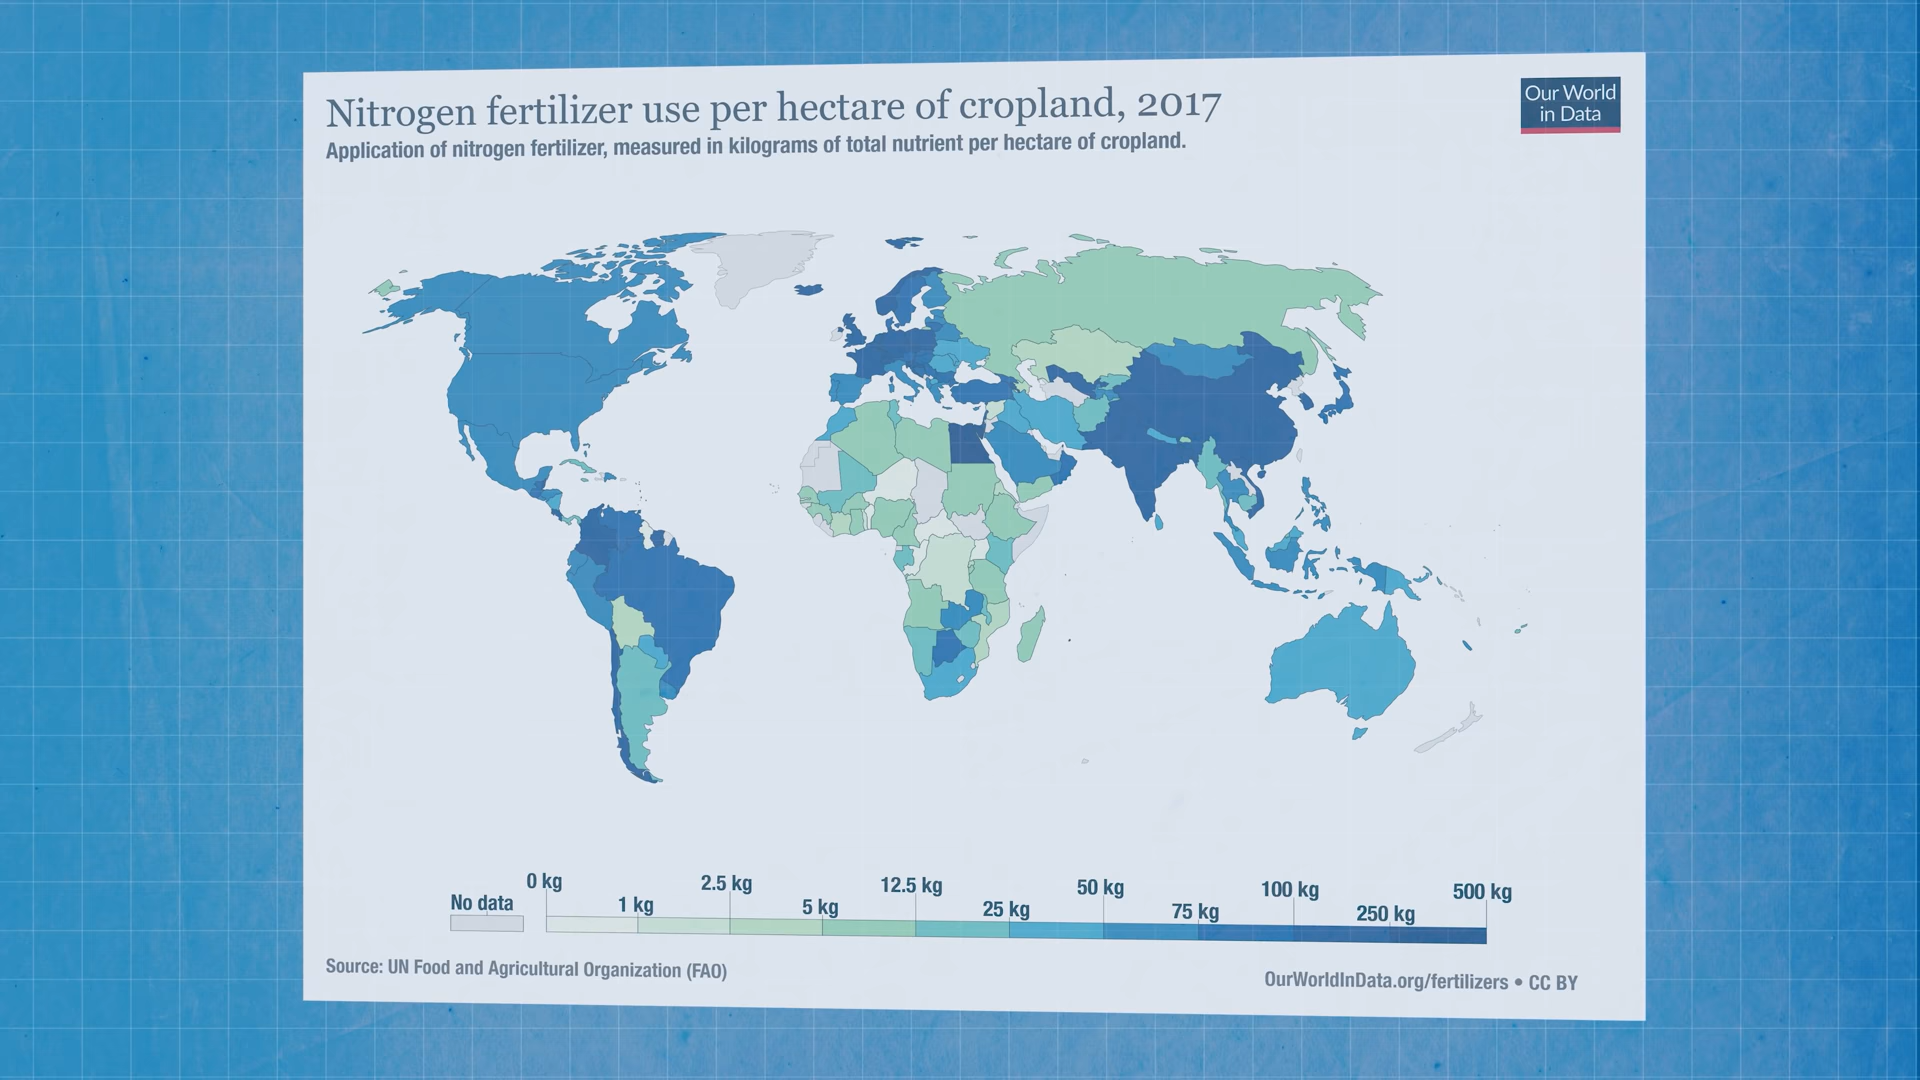 Nitrogen fertilizer use per hectare of cropland, 2017
Application of nitrogen fertilizer, measured in kilograms of total nutrient per hectare of cropland.
Our World
in Data
0 kg
2.5 kg
12.5 kg
50 kg
100 kg
500 kg
No data
1 kg
5 kg
25 kg
75 kg
250 kg
Source: UN Food and Agricultural Organization (FAO)
OurWorldInData.org/fertilizers • CC BY